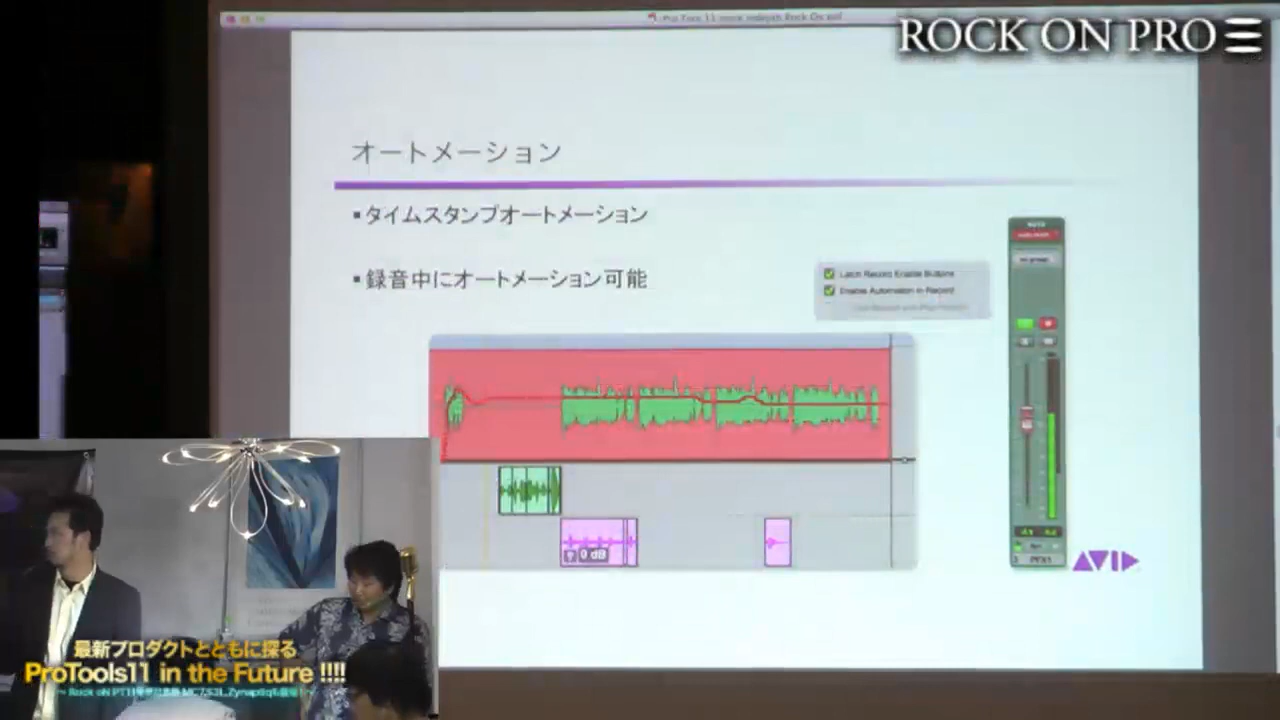 ROCK ON PRO
オートメーション
▪タイムスタンプオートメーション
▪録音中にオートメーション可能
Latch Record Enable Buttons
Enable Automation in Record
0 dB
AVID
最新プロダクトとともに探る
ProTools11 in the Future !!!!